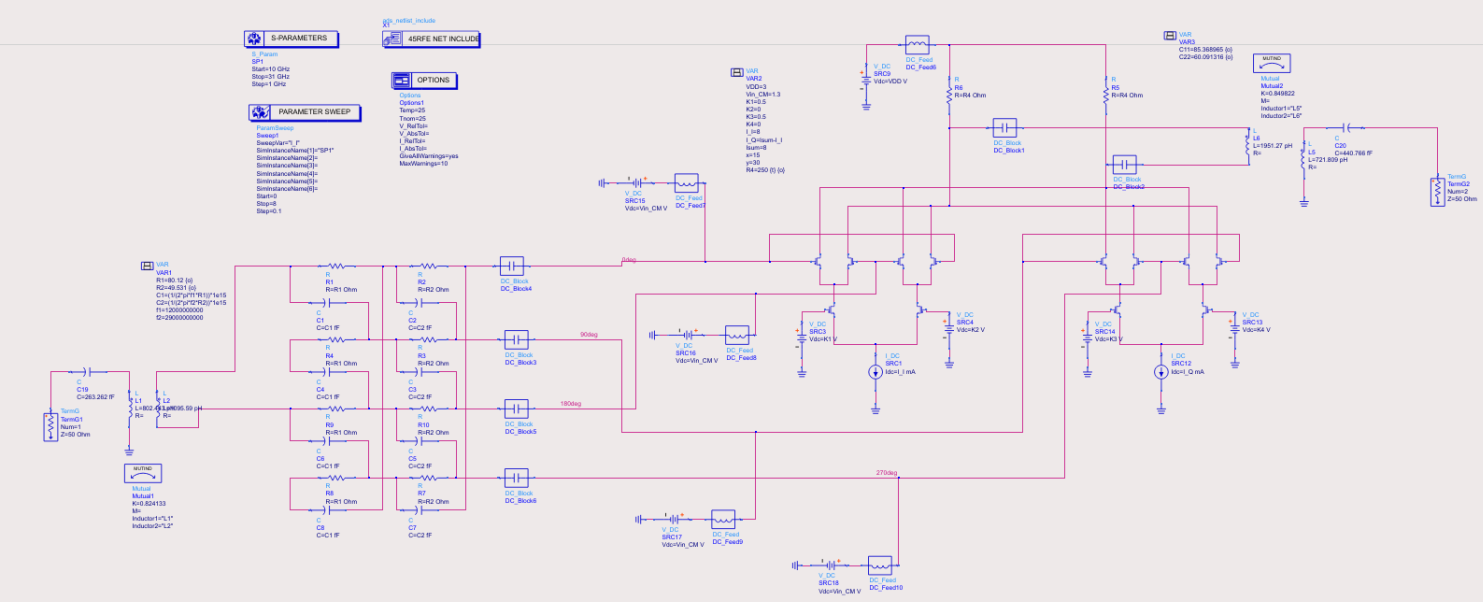 ads_netlist_include
X1
S-PARAMETERS
45RFE NET INCLUDE
S_Param
SP1
Start=10 GHz
Stop=31 GHz
Step=1 GHz
OPTIONS
Options
Options1
Temp=25
Tnom=25
V_RelTol=
V_AbsTol=
I_RelTol=
I_AbsTol=
GiveAllWarnings=yes
MaxWarnings=10
PARAMETER SWEEP
ParamSweep
Sweep1
SweepVar="I_I"
SimInstanceName[1]="SP1"
SimInstanceName[2]=
SimInstanceName[3]=
SimInstanceName[4]=
SimInstanceName[5]=
SimInstanceName[6]=
Start=0
Stop=8
Step=0.1
VAR
VAR2
VDD=3
Vin_CM=1.3
K1=0.5
K2=0
K3=0.5
K4=0
I_I=8
I_Q=Isum-I_I
Isum=8
x=15
y=30
R4=250 {t} {o}
V_DC
SRC9
Vdc=VDD V
DC_Feed
DC_Feed6
R
R6
R=R4 Ohm
R
R5
R=R4 Ohm
VAR
VAR3
C11=85.368965 {o}
C22=60.091316 {o}
MUTIND
Mutual
Mutual2
K=0.849822
M=
Inductor1="L5"
Inductor2="L6"
DC_Block
DC_Block1
DC_Block
DC_Block2
L
L6
L=1951.27 pH
R=
L
L5
L=721.839 pH
R=
C
C20
C=440.766 fF
TermG
TermG2
Num=2
Z=50 Ohm
V_DC
SRC15
Vdc=Vin_CM V
DC_Feed
DC_Feed7
VAR
VAR1
R1=80.12 {o}
R2=49.531 {o}
C1=(1/(2*pi*f1*R1))*1e15
C2=(1/(2*pi*f2*R2))*1e15
f1=12000000000
f2=29000000000
R
R1
R=R1 Ohm
R
R2
R=R2 Ohm
DC_Block
DC_Block4
0deg
C
C1
C=C1 fF
C
C2
C=C2 fF
R
R4
R=R1 Ohm
R
R3
R=R2 Ohm
DC_Block
DC_Block3
90deg
C
C4
C=C1 fF
C
C3
C=C2 fF
R
R9
R=R1 Ohm
R
R10
R=R2 Ohm
DC_Block
DC_Block5
180deg
C
C6
C=C1 fF
C
C5
C=C2 fF
R
R8
R=R1 Ohm
R
R7
R=R2 Ohm
DC_Block
DC_Block6
270deg
C
C8
C=C1 fF
C
C7
C=C2 fF
V_DC
SRC16
Vdc=Vin_CM V
DC_Feed
DC_Feed8
V_DC
SRC3
Vdc=K1 V
V_DC
SRC4
Vdc=K2 V
I_DC
SRC1
Idc=I_I mA
V_DC
SRC14
Vdc=K3 V
V_DC
SRC13
Vdc=K4 V
I_DC
SRC12
Idc=I_Q mA
C
C19
C=263.262 fF
TermG
TermG1
Num=1
Z=50 Ohm
L
L1
R=
L
L2
R=
MUTIND
Mutual
Mutual1
K=0.824133
M=
Inductor1="L1"
Inductor2="L2"
V_DC
SRC17
Vdc=Vin_CM V
DC_Feed
DC_Feed9
V_DC
SRC18
Vdc=Vin_CM V
DC_Feed
DC_Feed10